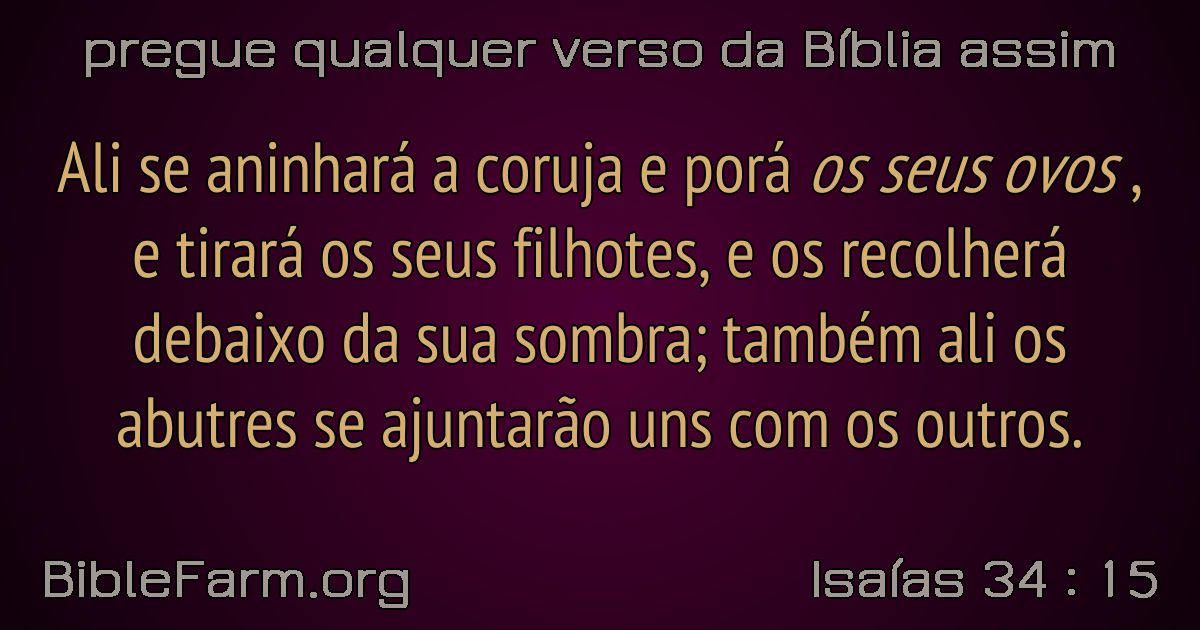 pregue qualquer verso da Bíblia assim
Ali se aninhará a coruja e porá os seus ovos ,
e tirará os seus filhotes, e os recolherá
debaixo da sua sombra; também ali os
abutres se ajuntarão uns com os outros.
BibleFarm.org
Isaías 34 : 15